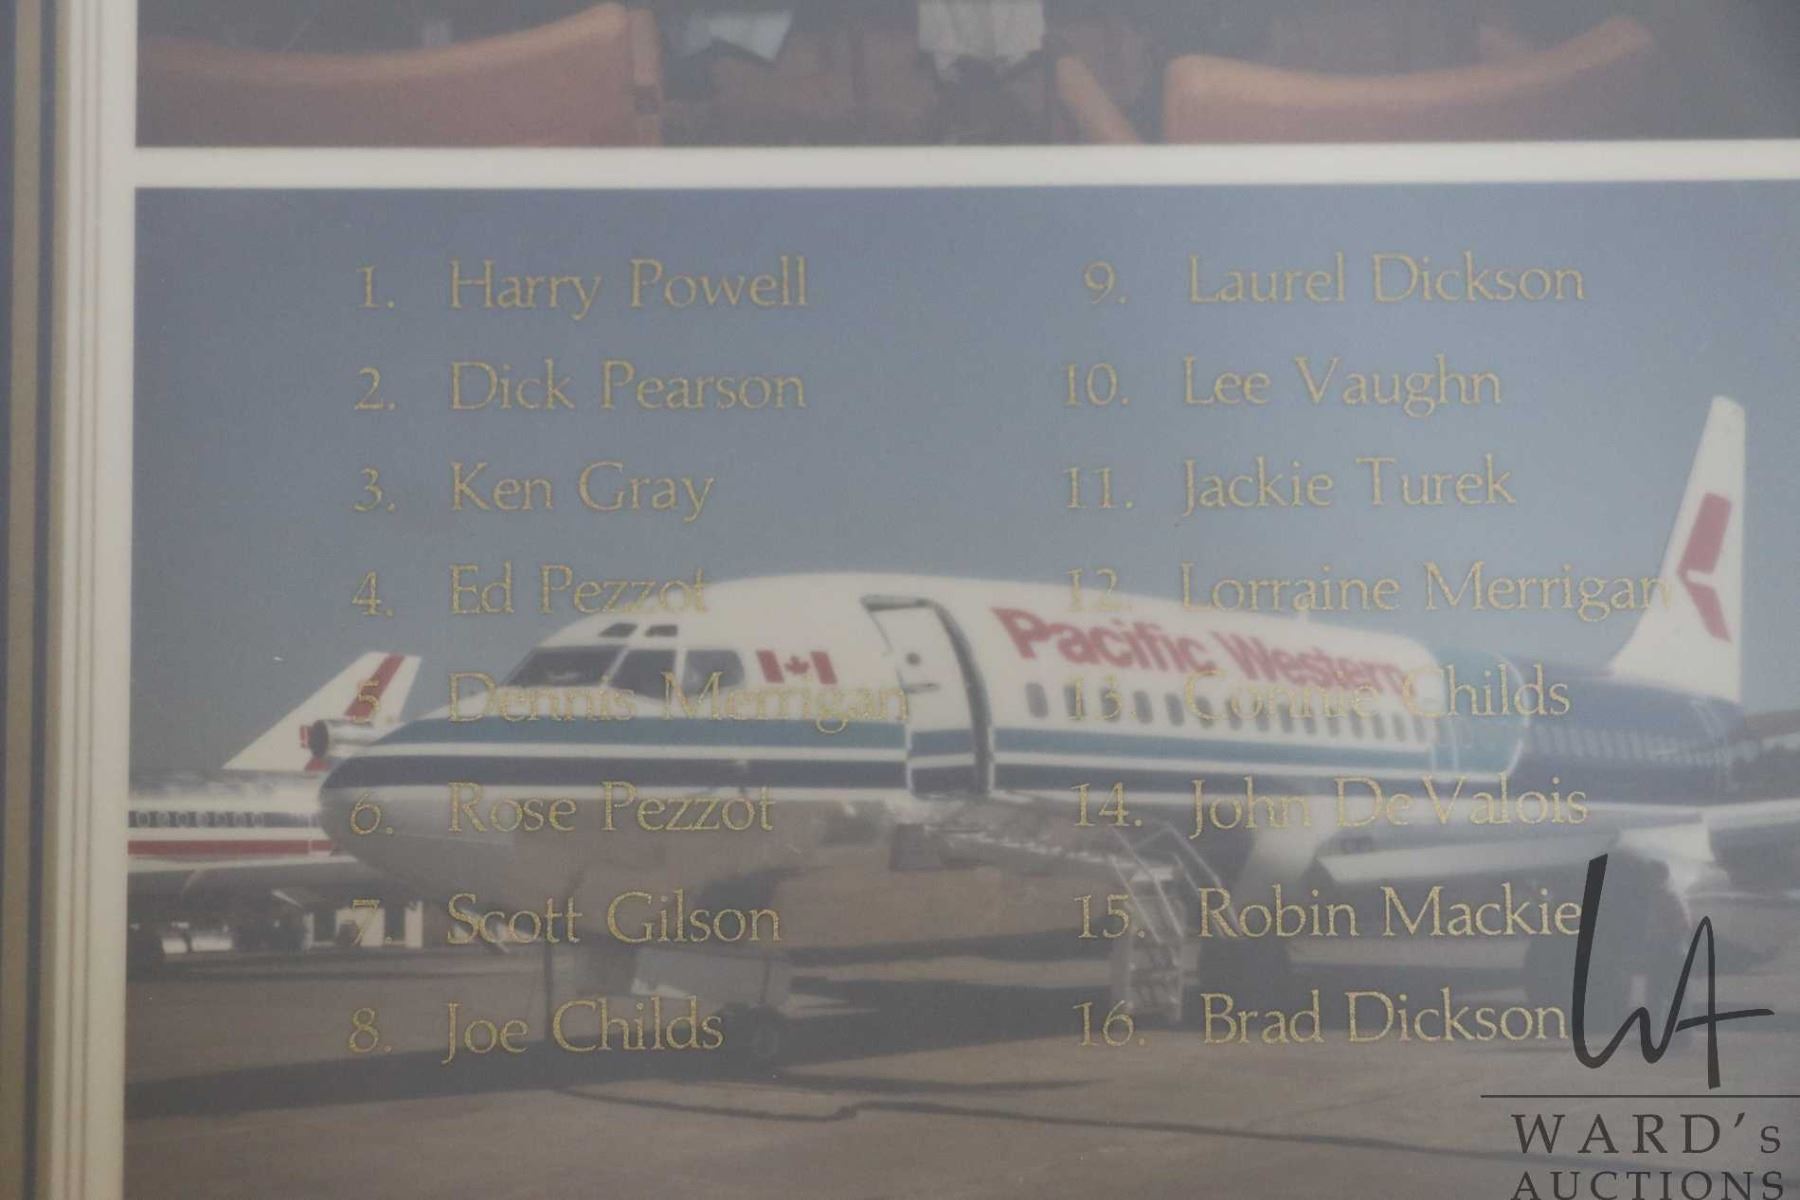 1. Harry Powell
2. Dick Pearson
3. Ken Gray
4. Ed Pezzot
5. Dennis Merrigan
6. Rose Pezzot
7. Scott Gilson
8. Joe Childs
9. Laurel Dickson
10. Lee Vaughn
11. Jackie Turek
12. Lorraine Merrigan
13. Connie Childs
14. John DeValois
15. Robin Mackie
16. Brad Dickson
Pacific Western
WA
WARD's
AUCTIONS